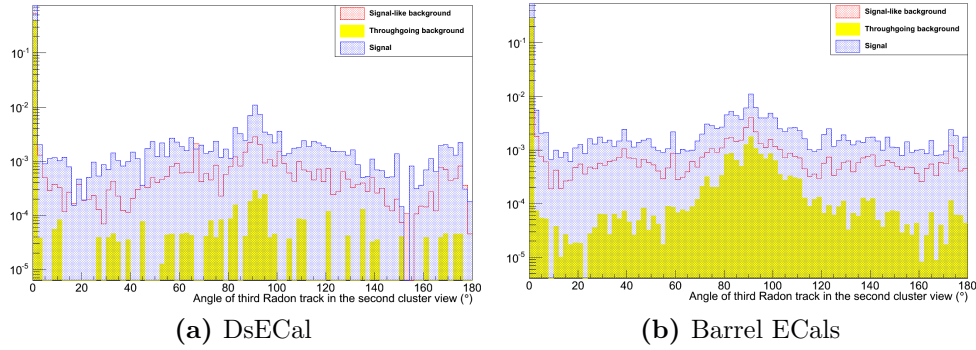 Signal-like background
Throughgoing background
Signal
10⁻¹
10⁻²
10⁻³
10⁻⁴
10⁻⁵
0 20 40 60 80 100 120 140 160 180
Angle of third Radon track in the second cluster view (°)
(a) DsECal
Signal-like background
Throughgoing background
Signal
10⁻¹
10⁻²
10⁻³
10⁻⁴
10⁻⁵
0 20 40 60 80 100 120 140 160 180
Angle of third Radon track in the second cluster view (°)
(b) Barrel ECals